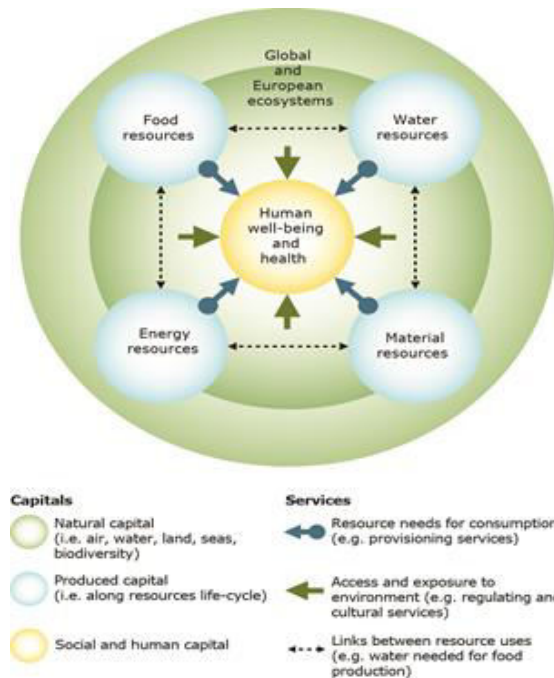 Global
and
European
ecosystems
Food
resources
Water
resources
Human
well-being
and
health
Energy
resources
Material
resources
Capitals
Natural capital
(i.e. air, water, land, seas,
biodiversity)
Produced capital
(i.e. along resources life-cycle)
Social and human capital
Services
Resource needs for consumption
(e.g. provisioning services)
Access and exposure to
environment (e.g. regulating and
cultural services)
Links between resource uses
(e.g. water needed for food
production)